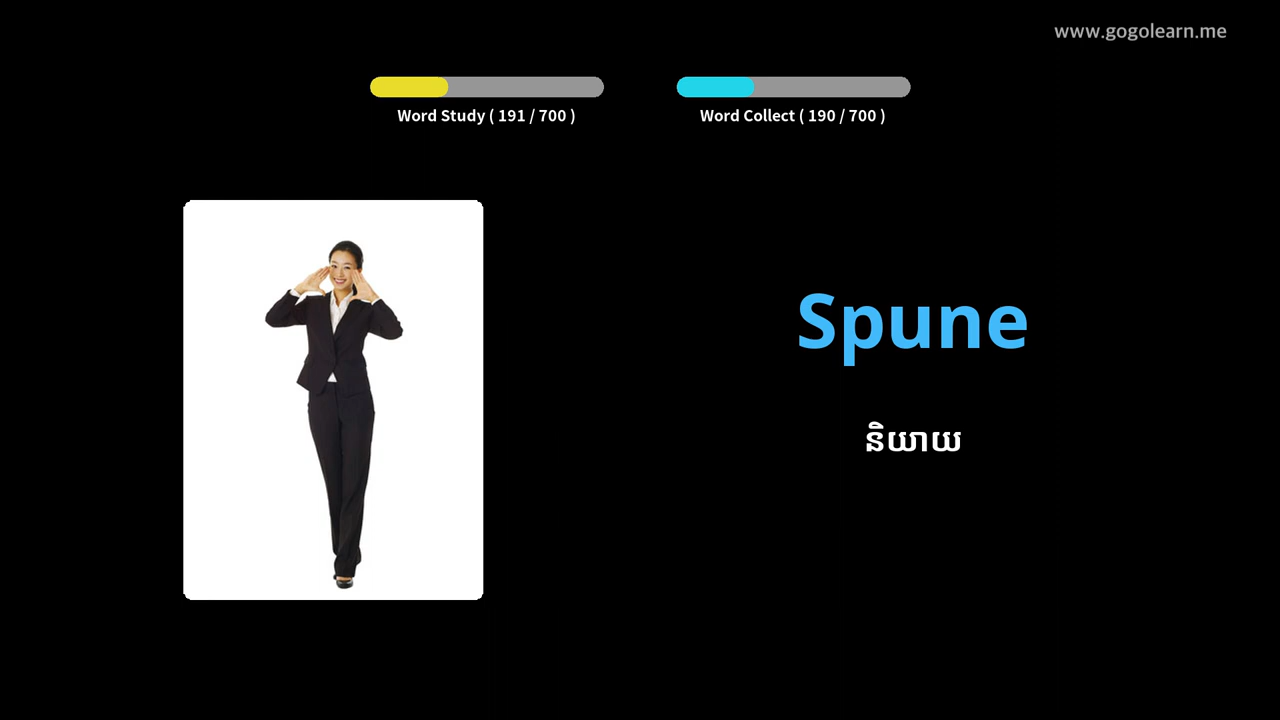 www.gogolearn.me
Word Study ( 191 / 700 )
Word Collect ( 190 / 700 )
Spune
និយាយ